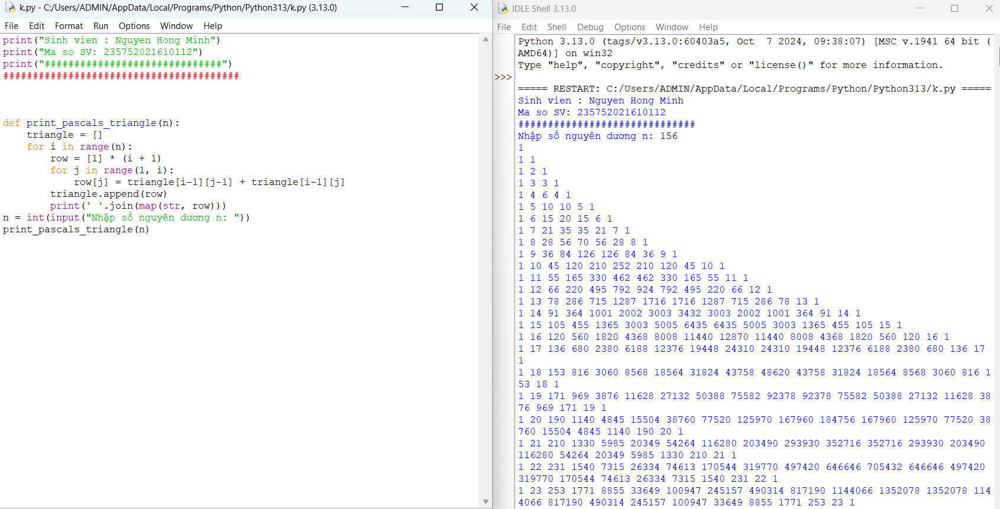 k.py - C:/Users/ADMIN/AppData/Local/Programs/Python/Python313/k.py (3.13.0)
File Edit Format Run Options Window Help
print("Sinh vien : Nguyen Hong Minh")
print("Ma so SV: 235752021610112")
print("##############################")
########################################
def print_pascals_triangle(n):
    triangle = []
    for i in range(n):
        row = [1] * (i + 1)
        for j in range(1, i):
            row[j] = triangle[i-1][j-1] + triangle[i-1][j]
        triangle.append(row)
        print(' '.join(map(str, row)))
n = int(input("Nhập số nguyên dương n: "))
print_pascals_triangle(n)
IDLE Shell 3.13.0
File Edit Shell Debug Options Window Help
Python 3.13.0 (tags/v3.13.0:60403a5, Oct  7 2024, 09:38:07) [MSC v.1941 64 bit (
AMD64)] on win32
Type "help", "copyright", "credits" or "license()" for more information.
>>>
===== RESTART: C:/Users/ADMIN/AppData/Local/Programs/Python/Python313/k.py =====
Sinh vien : Nguyen Hong Minh
Ma so SV: 235752021610112
##############################
Nhập số nguyên dương n: 156
1
1 1
1 2 1
1 3 3 1
1 4 6 4 1
1 5 10 10 5 1
1 6 15 20 15 6 1
1 7 21 35 35 21 7 1
1 8 28 56 70 56 28 8 1
1 9 36 84 126 126 84 36 9 1
1 10 45 120 210 252 210 120 45 10 1
1 11 55 165 330 462 462 330 165 55 11 1
1 12 66 220 495 792 924 792 495 220 66 12 1
1 13 78 286 715 1287 1716 1716 1287 715 286 78 13 1
1 14 91 364 1001 2002 3003 3432 3003 2002 1001 364 91 14 1
1 15 105 455 1365 3003 5005 6435 6435 5005 3003 1365 455 105 15 1
1 16 120 560 1820 4368 8008 11440 12870 11440 8008 4368 1820 560 120 16 1
1 17 136 680 2380 6188 12376 19448 24310 24310 19448 12376 6188 2380 680 136 17
1
1 18 153 816 3060 8568 18564 31824 43758 48620 43758 31824 18564 8568 3060 816 1
53 18 1
1 19 171 969 3876 11628 27132 50388 75582 92378 92378 75582 50388 27132 11628 38
76 969 171 19 1
1 20 190 1140 4845 15504 38760 77520 125970 167960 184756 167960 125970 77520 38
760 15504 4845 1140 190 20 1
1 21 210 1330 5985 20349 54264 116280 203490 293930 352716 352716 293930 203490
116280 54264 20349 5985 1330 210 21 1
1 22 231 1540 7315 26334 74613 170544 319770 497420 646646 705432 646646 497420
319770 170544 74613 26334 7315 1540 231 22 1
1 23 253 1771 8855 33649 100947 245157 490314 817190 1144066 1352078 1352078 114
4066 817190 490314 245157 100947 33649 8855 1771 253 23 1